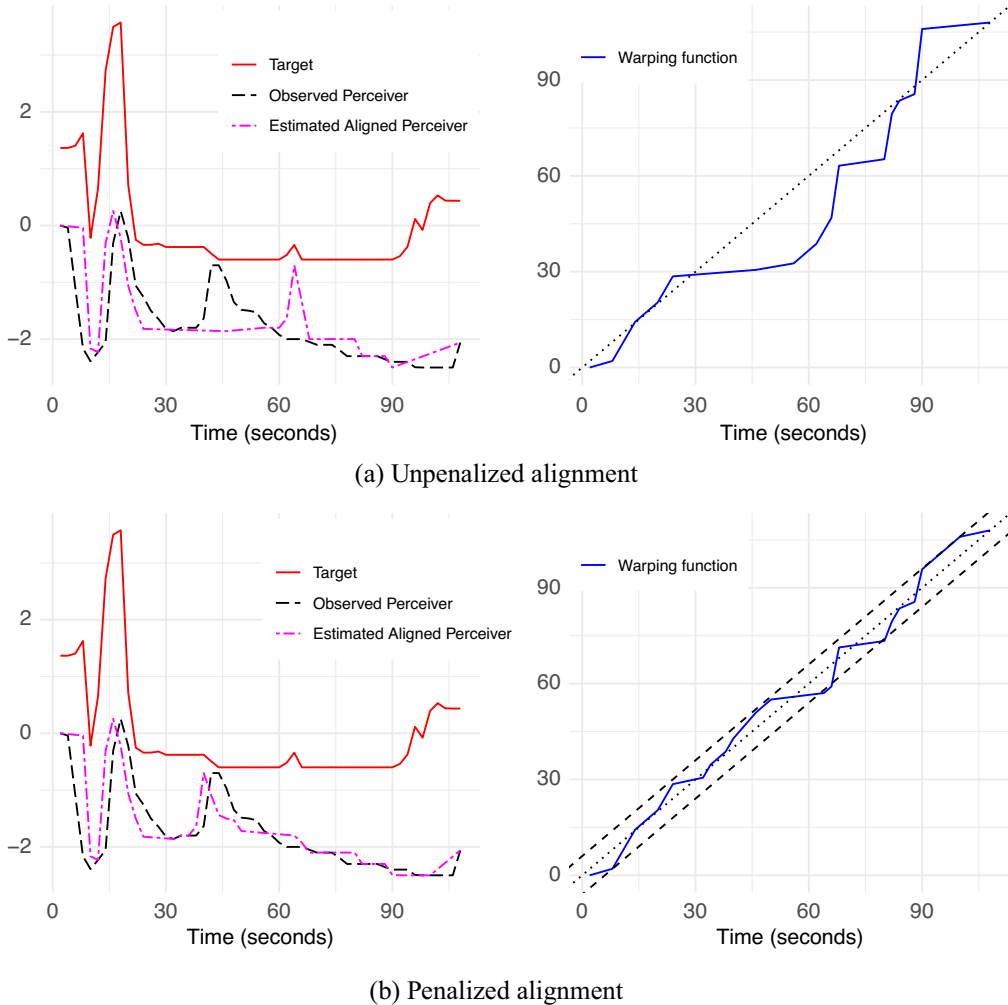 2
0
−2
0
30
60
90
Time (seconds)
Target
Observed Perceiver
Estimated Aligned Perceiver
90
60
30
0
0
30
60
90
Time (seconds)
Warping function
(a) Unpenalized alignment
2
0
−2
0
30
60
90
Time (seconds)
Target
Observed Perceiver
Estimated Aligned Perceiver
90
60
30
0
0
30
60
90
Time (seconds)
Warping function
(b) Penalized alignment